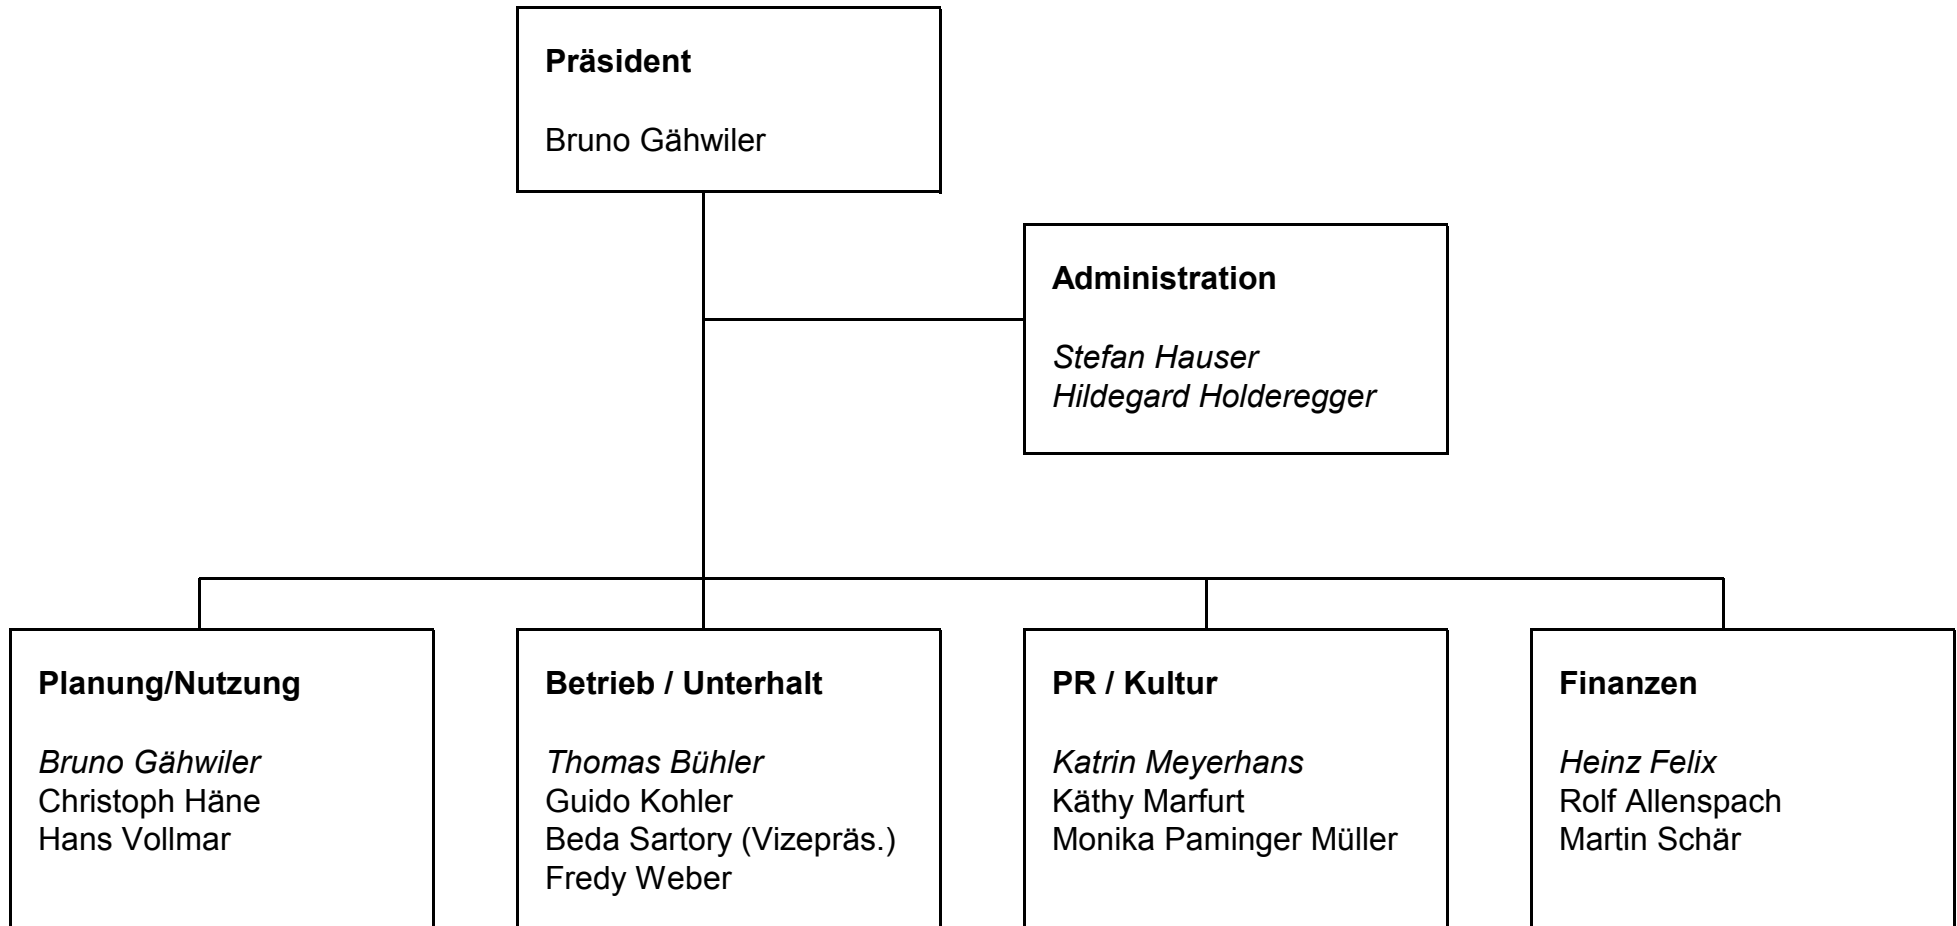 Präsident
Bruno Gähwiler
Administration
Stefan Hauser
Hildegard Holderegger
Planung/Nutzung
Bruno Gähwiler
Christoph Häne
Hans Vollmar
Betrieb / Unterhalt
Thomas Bühler
Guido Kohler
Beda Sartory (Vizepräs.)
Fredy Weber
PR / Kultur
Katrin Meyerhans
Käthy Marfurt
Monika Paminger Müller
Finanzen
Heinz Felix
Rolf Allenspach
Martin Schär